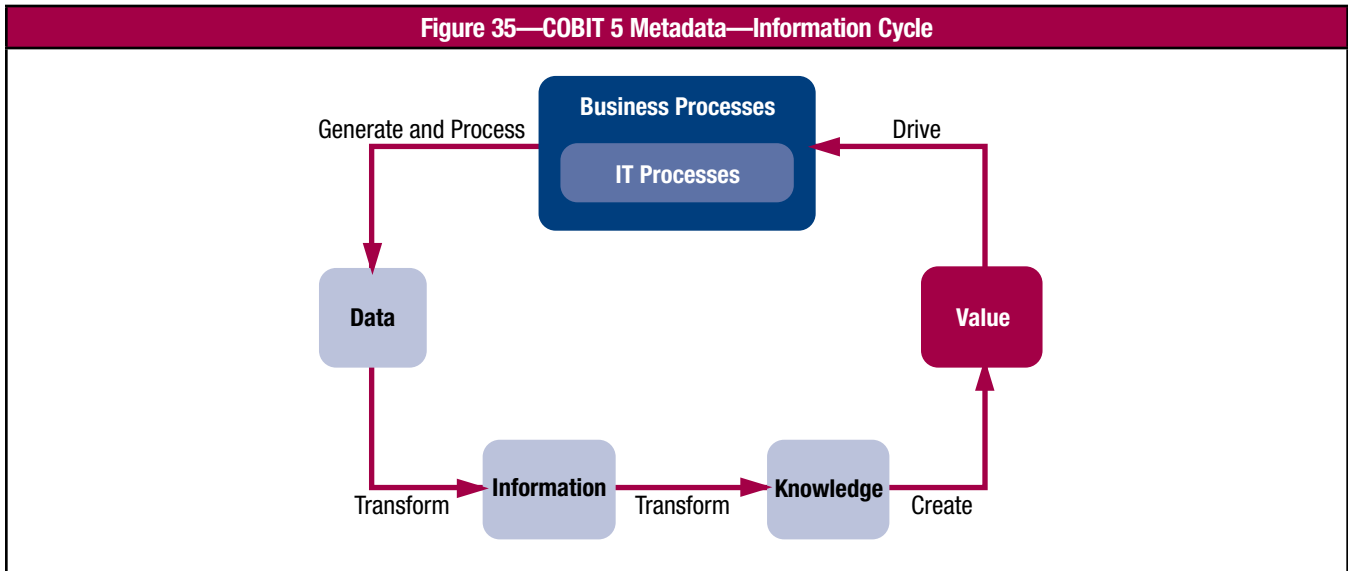 Figure 35—COBIT 5 Metadata—Information Cycle
Business Processes
Generate and Process
Drive
IT Processes
Data
Value
Information
Knowledge
Transform
Transform
Create